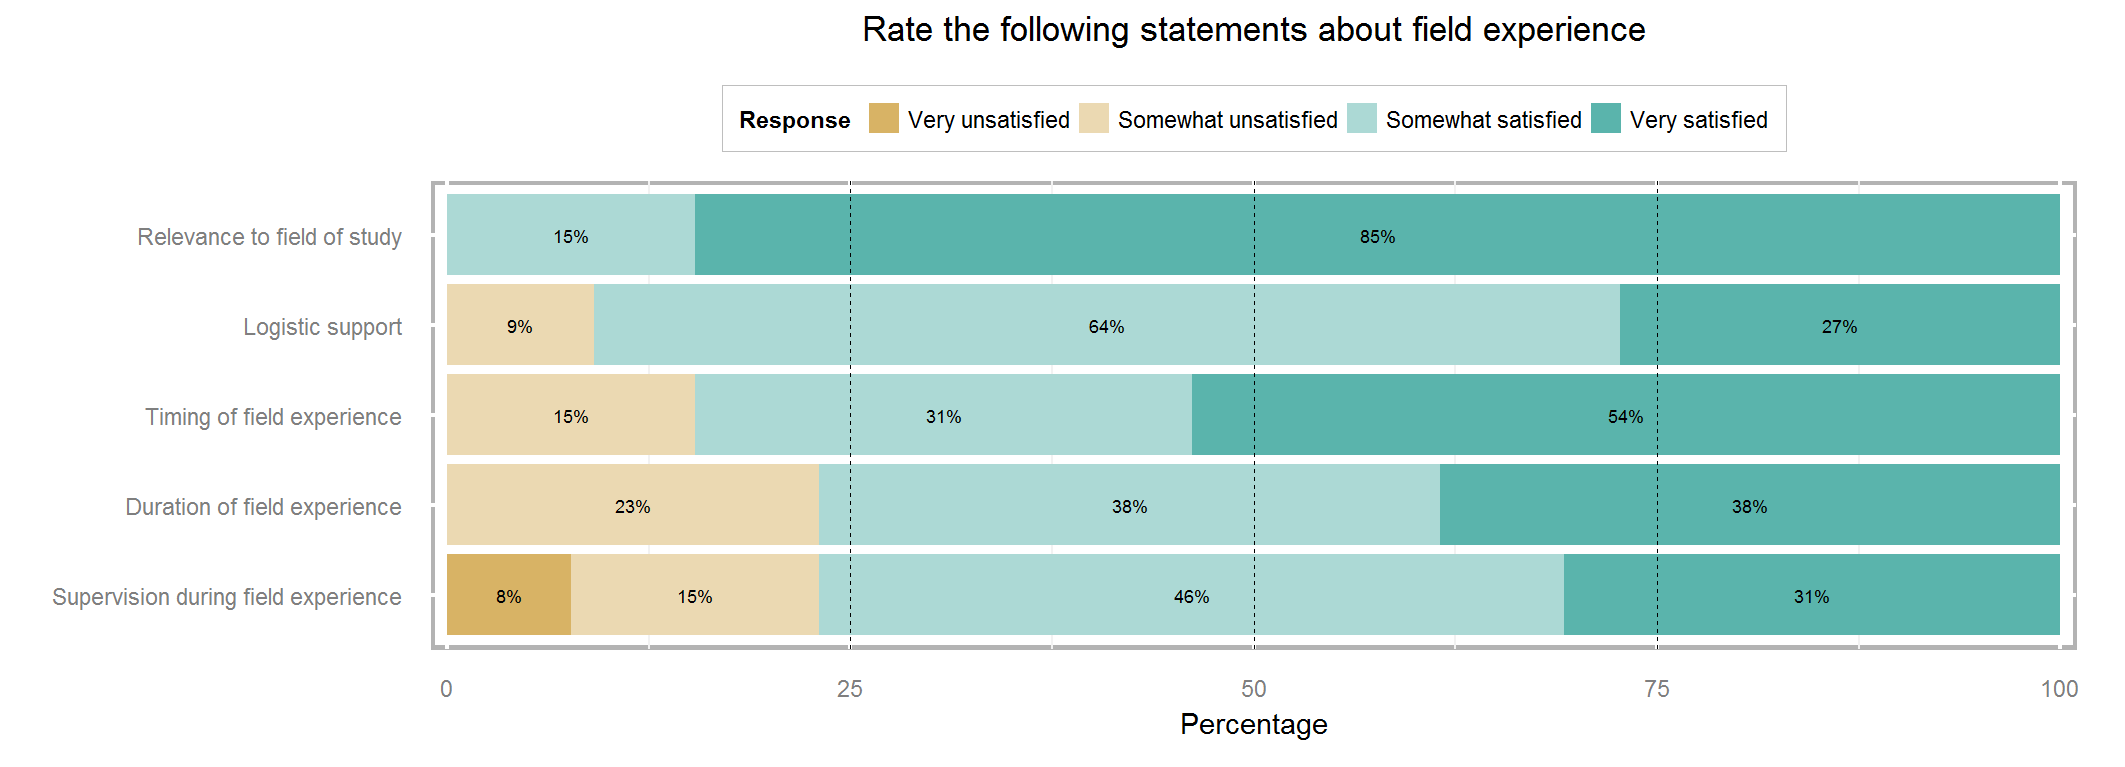 Rate the following statements about field experience
Response Very unsatisfied Somewhat unsatisfied Somewhat satisfied Very satisfied
Relevance to field of study 15% 85%
Logistic support 9% 64% 27%
Timing of field experience 15% 31% 54%
Duration of field experience 23% 38% 38%
Supervision during field experience 8% 15% 46% 31%
0 25 50 75 100
Percentage